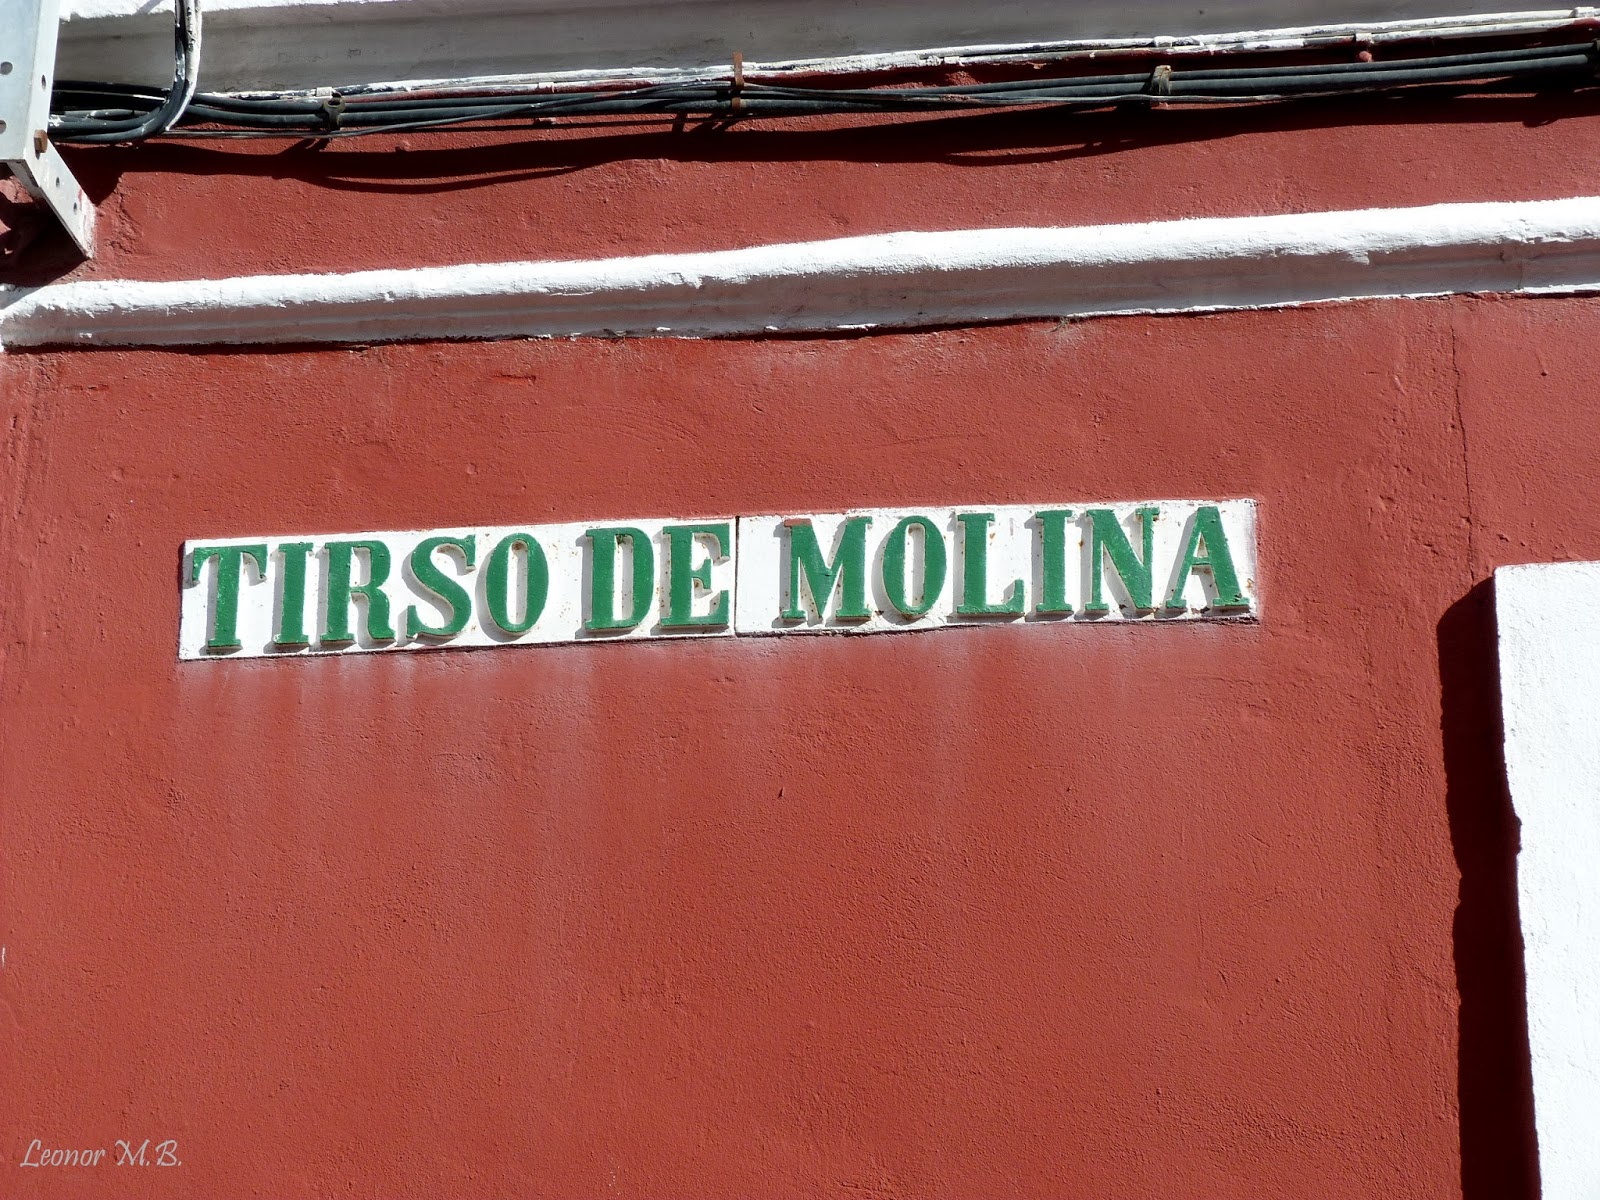 TIRSO DE MOLINA
Leonor M.B.